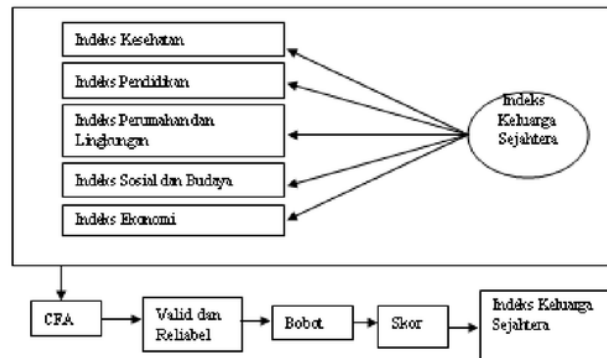 Indeks Kesehatan
Indeks Pendidikan
Indeks Perumahan dan
Lingkungan
Indeks Sosial dan Budaya
Indeks Ekonomi
Indeks
Keluarga
Sejahtera
CFA
Valid dan
Reliabel
Bobot
Skor
Indeks Keluarga
Sejahtera